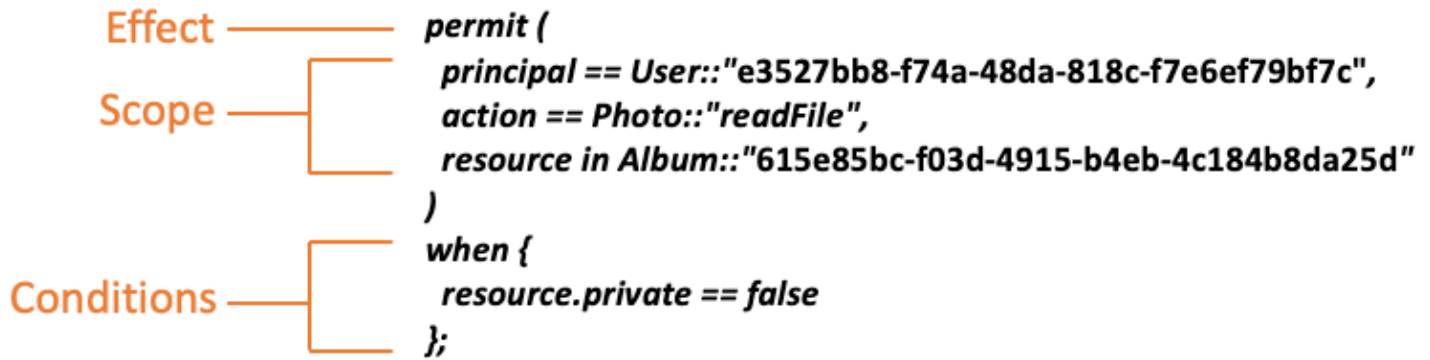 Effect
permit (
principal == User::"e3527bb8-f74a-48da-818c-f7e6ef79bf7c",
Scope
action == Photo::"readFile",
resource in Album::"615e85bc-f03d-4915-b4eb-4c184b8da25d"
)
when {
Conditions
resource.private == false
};